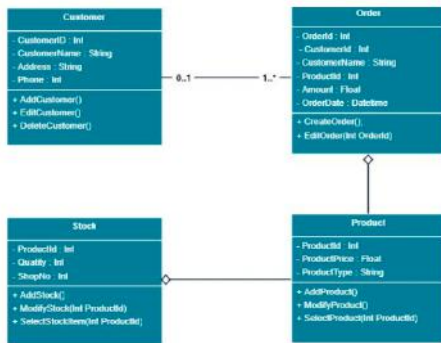 Customer
- CustomerID : Int
- CustomerName : String
- Address : String
- Phone : Int
+ AddCustomer()
+ EditCustomer()
+ DeleteCustomer()
0..1
1..*
Order
- OrderId : Int
- CustomerId : Int
- CustomerName : String
- ProductId : Int
- Amount : Float
- OrderDate : Datetime
+ CreateOrder()
+ EditOrder(Int OrderId)
Stock
- ProductId : Int
- Quatity : Int
- ShopNo : Int
+ AddStock()
+ ModifyStock(Int ProductId)
+ SelectStockItem(Int ProductId)
Product
- ProductId : Int
- ProductPrice : Float
- ProductType : String
+ AddProduct()
+ ModifyProduct()
+ SelectProduct(Int ProductId)